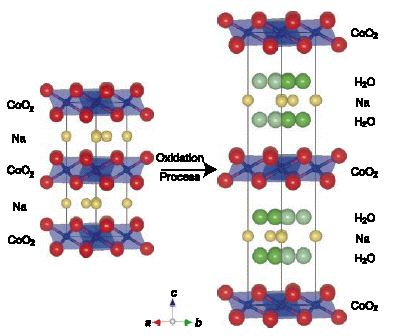 CoO₂
H₂O
Na
H₂O
CoO₂
Na
CoO₂
Na
CoO₂
Oxidation
Process
CoO₂
H₂O
Na
H₂O
CoO₂
c
a
b